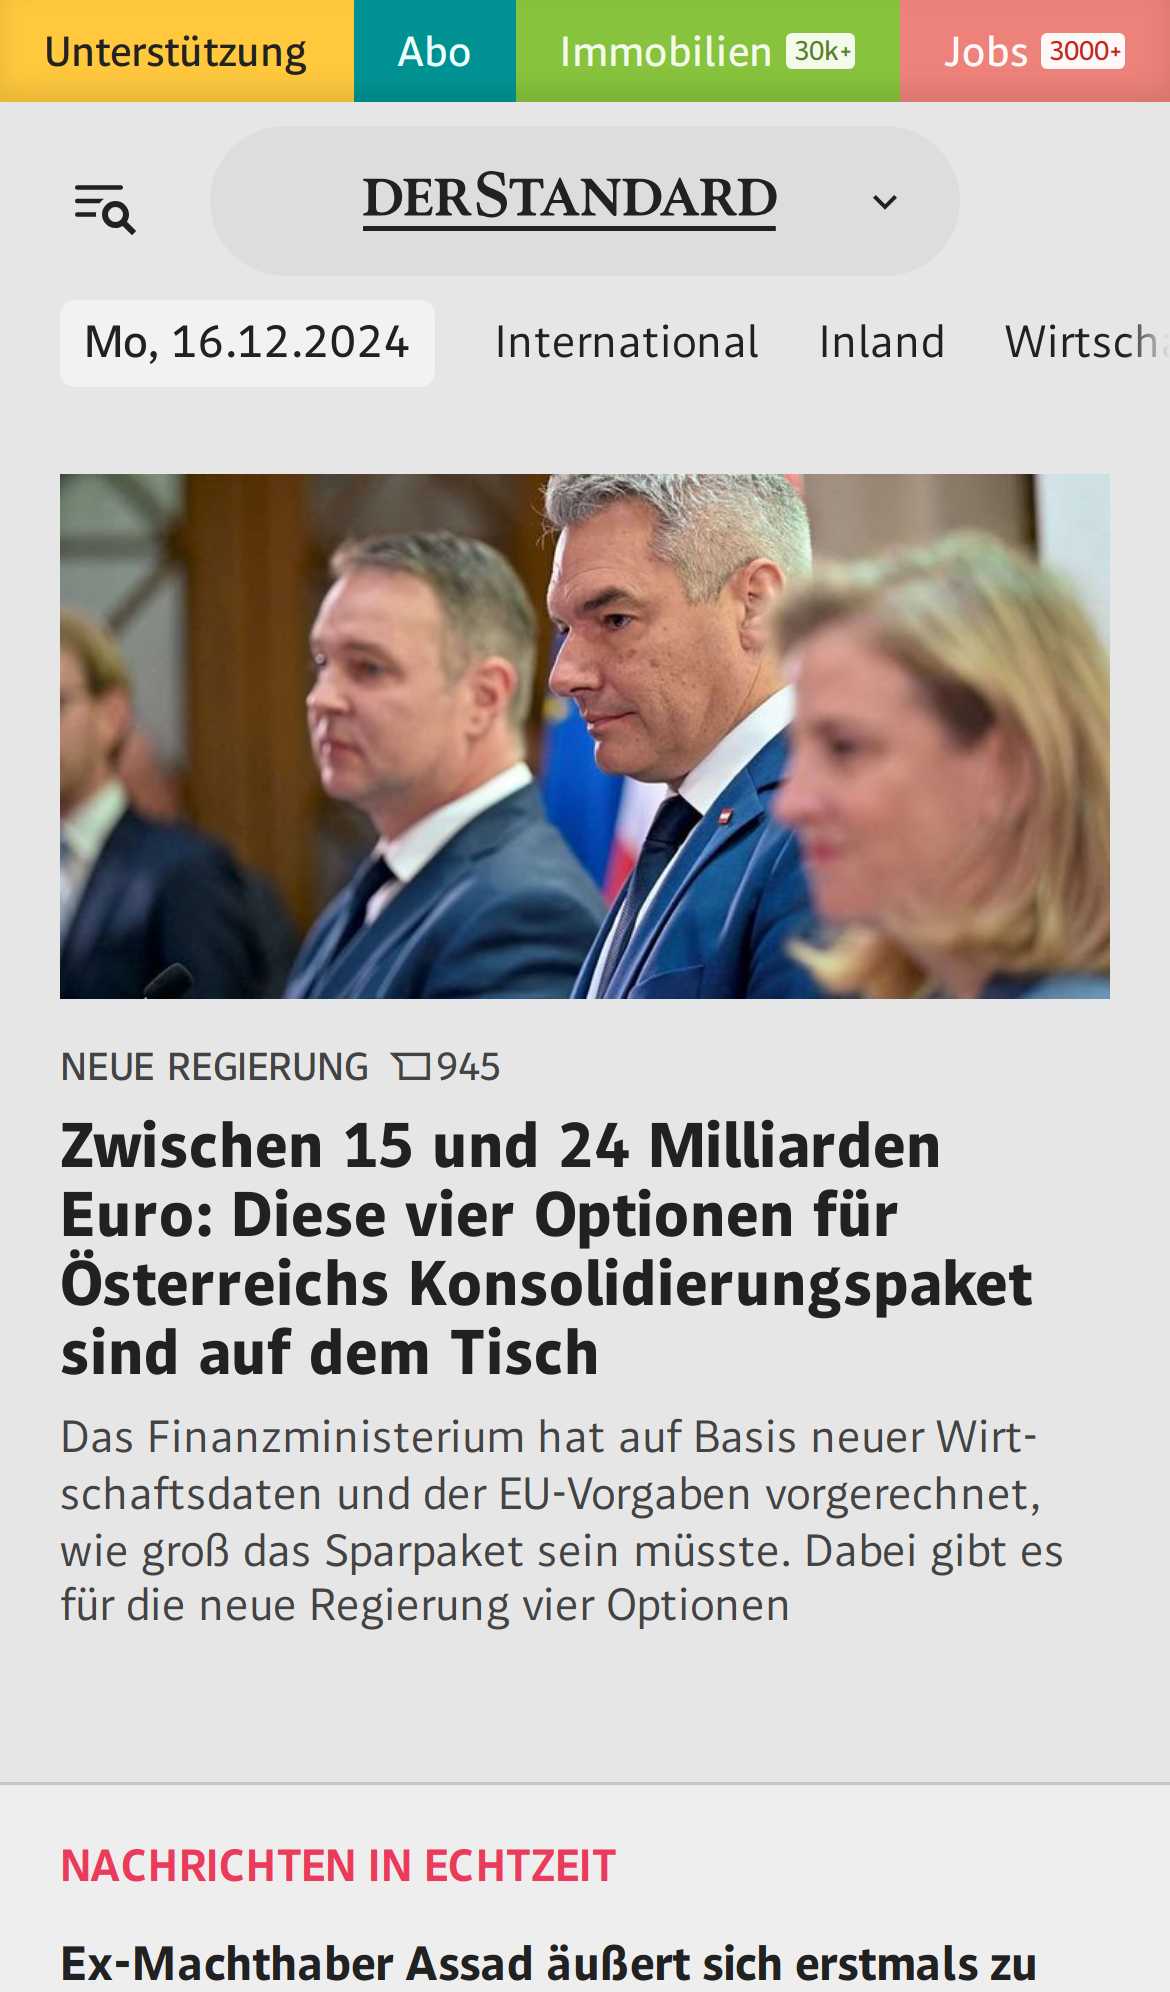 Unterstützung Abo Immobilien 30k+ Jobs 3000+
DERSTANDARD
Mo, 16.12.2024 International Inland
NEUE REGIERUNG 945
Zwischen 15 und 24 Milliarden
Euro: Diese vier Optionen für
Österreichs Konsolidierungspaket
sind auf dem Tisch
Das Finanzministerium hat auf Basis neuer Wirt-
schaftsdaten und der EU-Vorgaben vorgerechnet,
wie groß das Sparpaket sein müsste. Dabei gibt es
für die neue Regierung vier Optionen
NACHRICHTEN IN ECHTZEIT
Ex-Machthaber Assad äußert sich erstmals zu